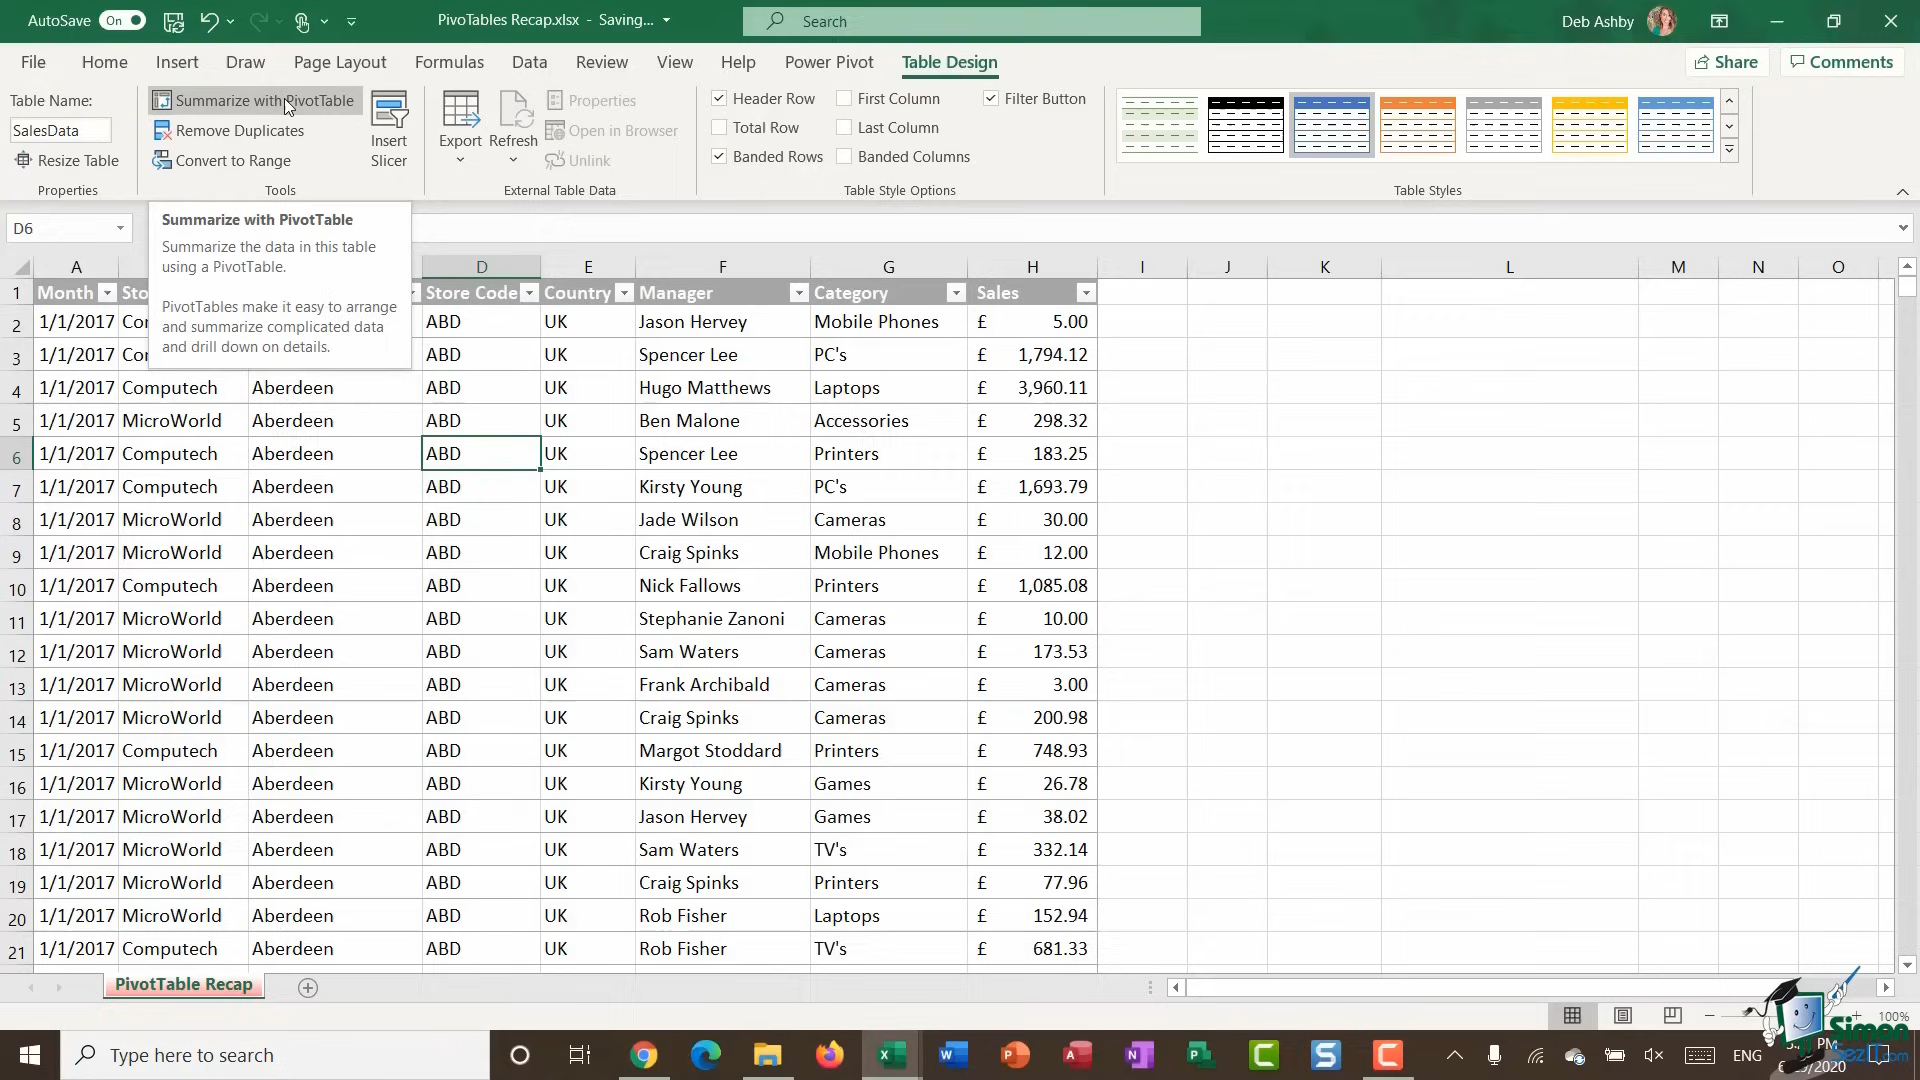 AutoSave On PivoTables Recap.xlsx - Saving... Search Deb Ashby
File Home Insert Draw Page Layout Formulas Data Review View Help Power Pivot Table Design Share Comments
Table Name:
SalesData
Resize Table
Properties
Summarize with PivotTable
Remove Duplicates
Convert to Range
Insert
Slicer
Tools
Export
Refresh
Properties
Open in Browser
Unlink
External Table Data
Header Row First Column Filter Button
Total Row Last Column
Banded Rows Banded Columns
Table Style Options
Table Styles
D6
Summarize with PivotTable
Summarize the data in this table
using a PivotTable.
PivotTables make it easy to arrange
and summarize complicated data
and drill down on details.
A D E F G H I J K L M N O
1 Month Sto Store Code Country Manager Category Sales
2 1/1/2017 Cor ABD UK Jason Hervey Mobile Phones £ 5.00
3 1/1/2017 Co ABD UK Spencer Lee PC's £ 1,794.12
4 1/1/2017 Computech Aberdeen ABD UK Hugo Matthews Laptops £ 3,960.11
5 1/1/2017 MicroWorld Aberdeen ABD UK Ben Malone Accessories £ 298.32
6 1/1/2017 Computech Aberdeen ABD UK Spencer Lee Printers £ 183.25
7 1/1/2017 Computech Aberdeen ABD UK Kirsty Young PC's £ 1,693.79
8 1/1/2017 MicroWorld Aberdeen ABD UK Jade Wilson Cameras £ 30.00
9 1/1/2017 MicroWorld Aberdeen ABD UK Craig Spinks Mobile Phones £ 12.00
10 1/1/2017 Computech Aberdeen ABD UK Nick Fallows Printers £ 1,085.08
11 1/1/2017 MicroWorld Aberdeen ABD UK Stephanie Zanoni Cameras £ 10.00
12 1/1/2017 MicroWorld Aberdeen ABD UK Sam Waters Cameras £ 173.53
13 1/1/2017 MicroWorld Aberdeen ABD UK Frank Archibald Cameras £ 3.00
14 1/1/2017 MicroWorld Aberdeen ABD UK Craig Spinks Cameras £ 200.98
15 1/1/2017 Computech Aberdeen ABD UK Margot Stoddard Printers £ 748.93
16 1/1/2017 MicroWorld Aberdeen ABD UK Kirsty Young Games £ 26.78
17 1/1/2017 MicroWorld Aberdeen ABD UK Jason Hervey Games £ 38.02
18 1/1/2017 MicroWorld Aberdeen ABD UK Sam Waters TV's £ 332.14
19 1/1/2017 MicroWorld Aberdeen ABD UK Craig Spinks Printers £ 77.96
20 1/1/2017 MicroWorld Aberdeen ABD UK Rob Fisher Laptops £ 152.94
21 1/1/2017 Computech Aberdeen ABD UK Rob Fisher TV's £ 681.33
PivotTable Recap
100%
Simon
SezIT.com
Type here to search ENG PM